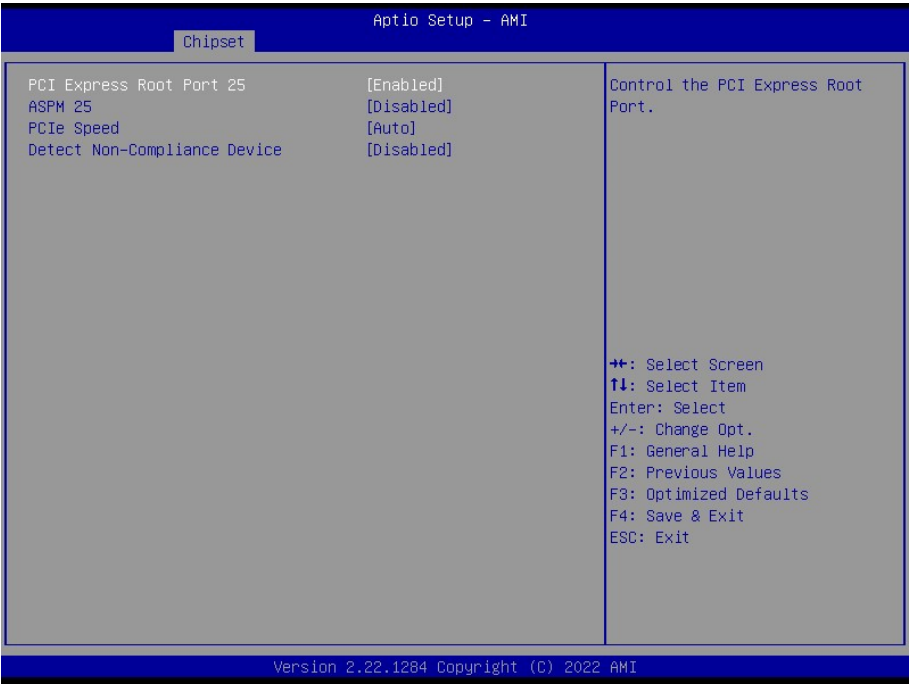 Aptio Setup – AMI
Chipset
PCI Express Root Port 25 [Enabled]
ASPM 25 [Disabled]
PCIe Speed [Auto]
Detect Non-Compliance Device [Disabled]
Control the PCI Express Root
Port.
→←: Select Screen
↑↓: Select Item
Enter: Select
+/-: Change Opt.
F1: General Help
F2: Previous Values
F3: Optimized Defaults
F4: Save & Exit
ESC: Exit
Version 2.22.1284 Copyright (C) 2022 AMI